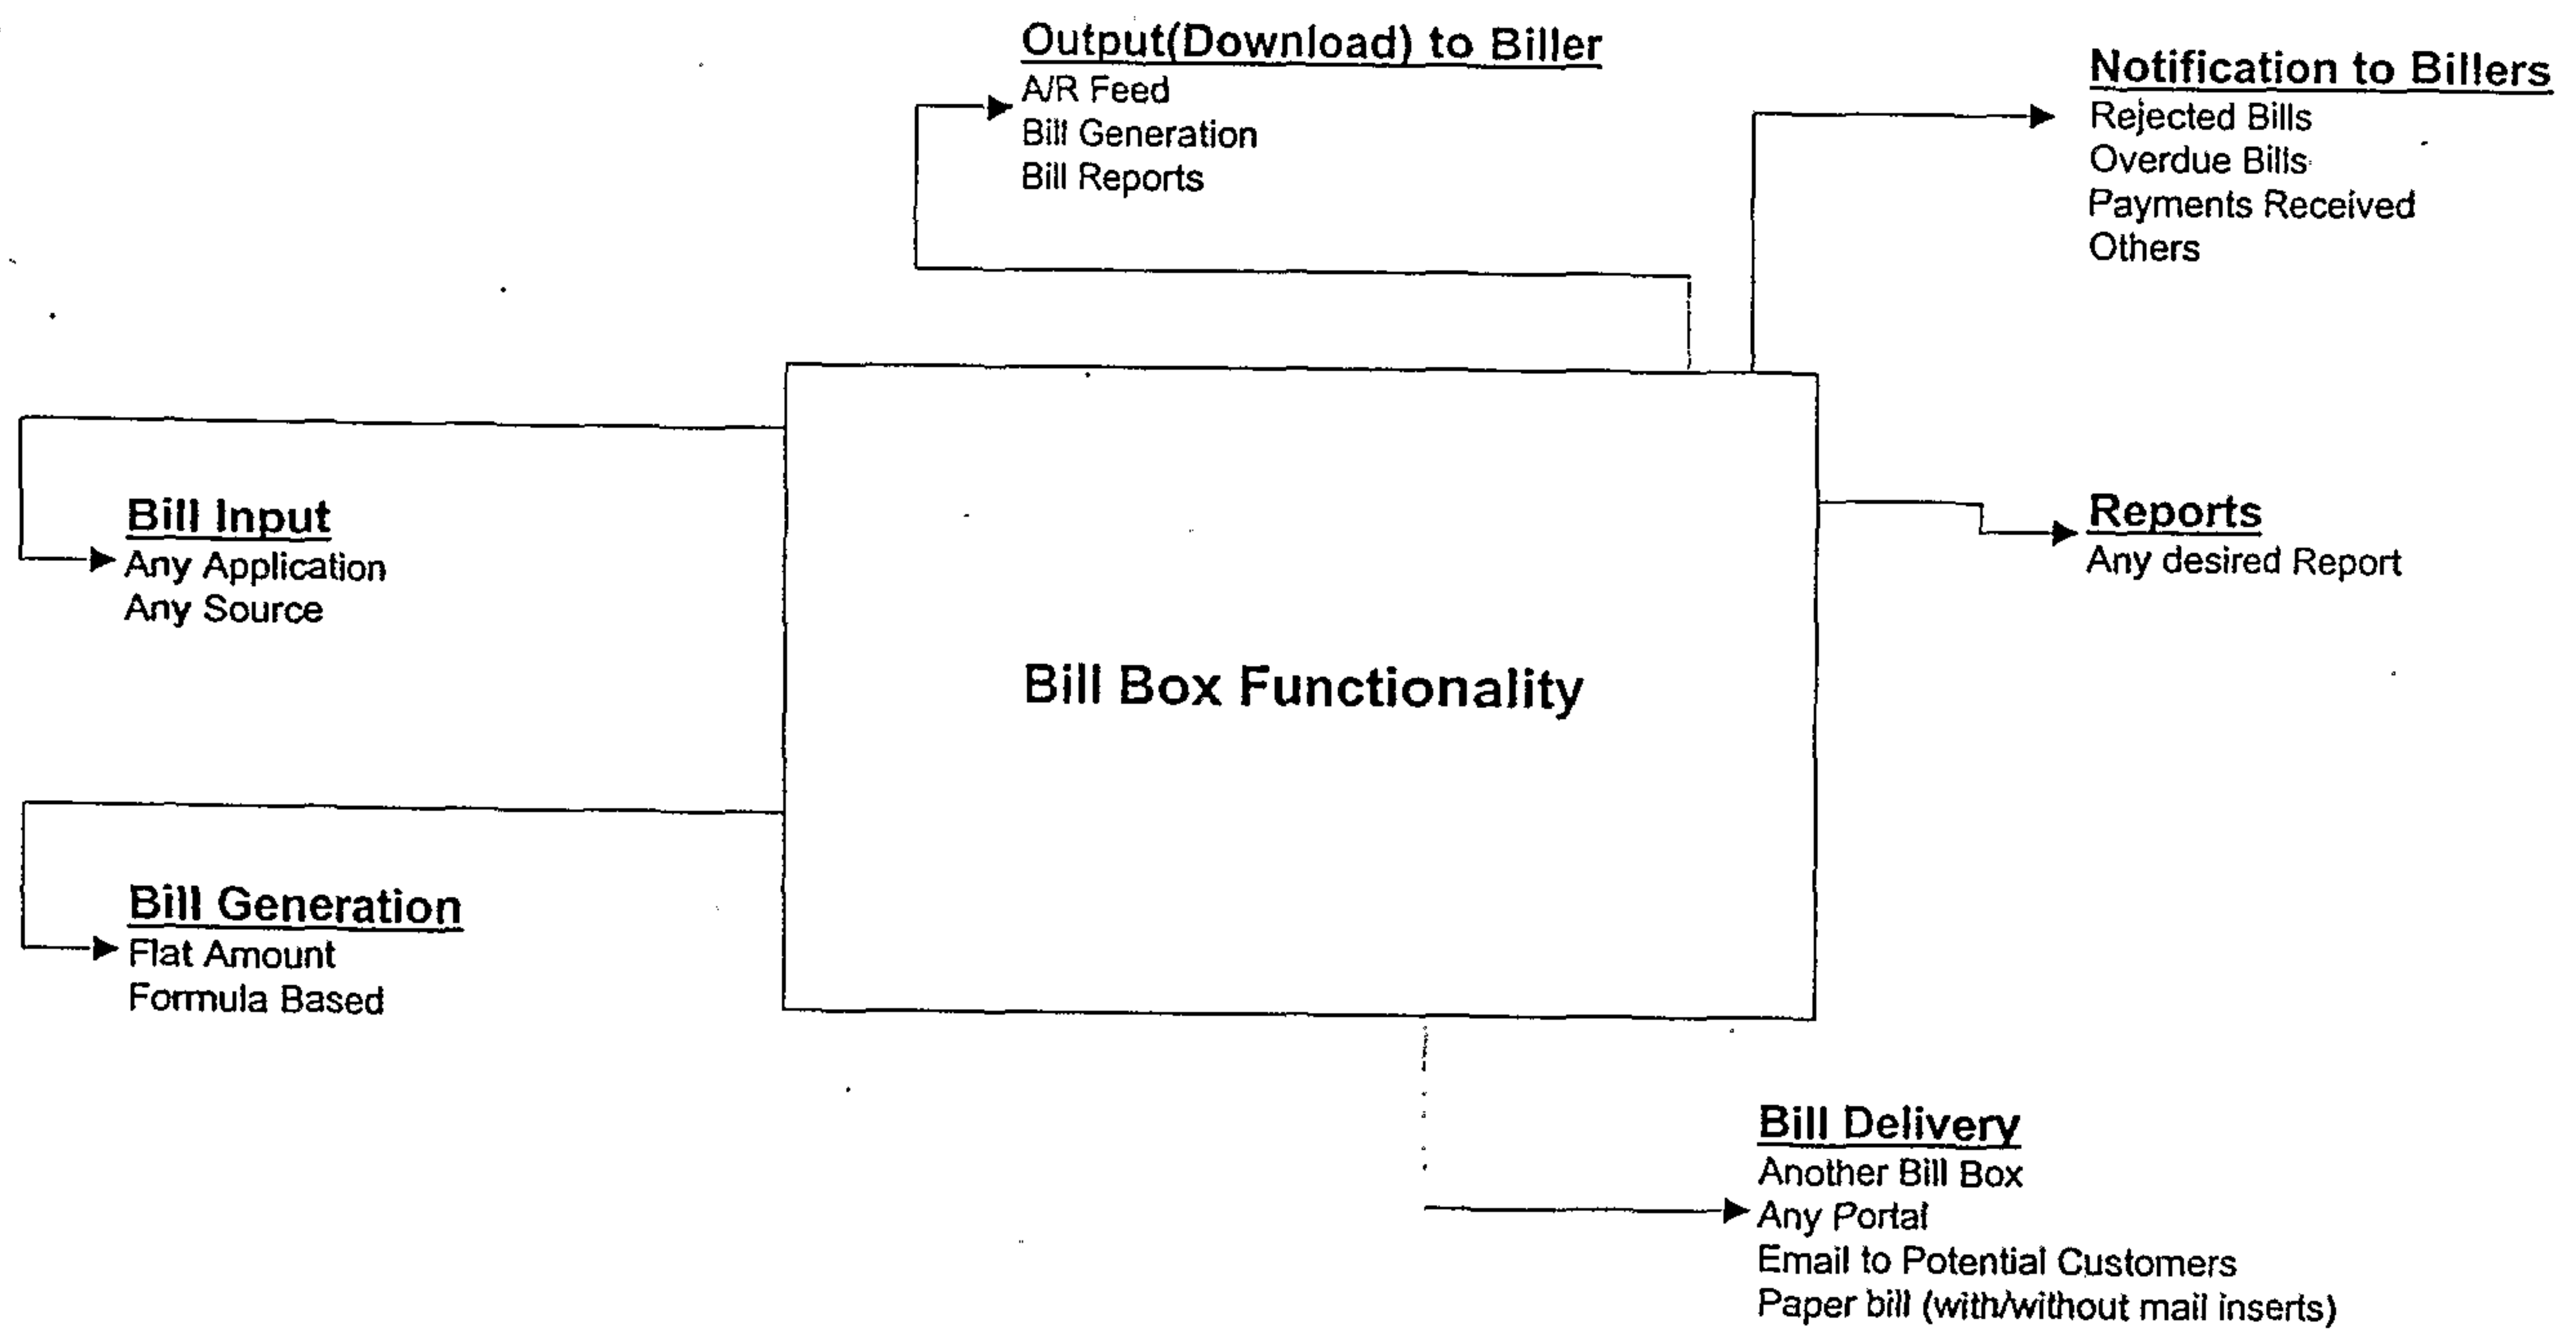 Output(Download) to Biller
A/R Feed
Bill Generation
Bill Reports
Notification to Billers
Rejected Bills
Overdue Bills
Payments Received
Others
Bill Input
Any Application
Any Source
Reports
Any desired Report
Bill Box Functionality
Bill Generation
Flat Amount
Formula Based
Bill Delivery
Another Bill Box
Any Portal
Email to Potential Customers
Paper bill (with/without mail inserts)